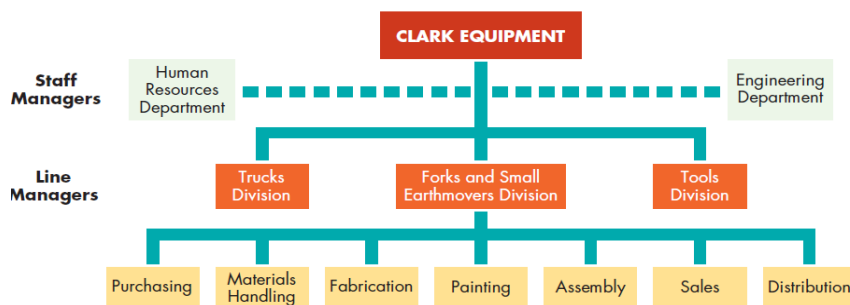 CLARK EQUIPMENT
Staff
Managers
Human
Resources
Department
Engineering
Department
Line
Managers
Trucks
Division
Forks and Small
Earthmovers Division
Tools
Division
Purchasing
Materials
Handling
Fabrication
Painting
Assembly
Sales
Distribution